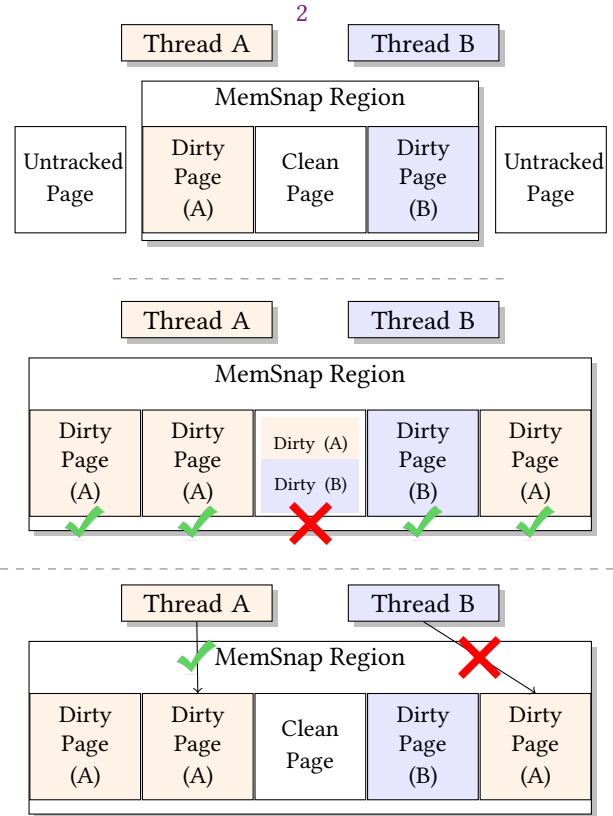 2
Thread A
Thread B
MemSnap Region
Untracked
Page
Dirty
Page
(A)
Clean
Page
Dirty
Page
(B)
Untracked
Page
Thread A
Thread B
MemSnap Region
Dirty
Page
(A)
Dirty
Page
(A)
Dirty (A)
Dirty (B)
Dirty
Page
(B)
Dirty
Page
(A)
Thread A
Thread B
MemSnap Region
Dirty
Page
(A)
Dirty
Page
(A)
Clean
Page
Dirty
Page
(B)
Dirty
Page
(A)